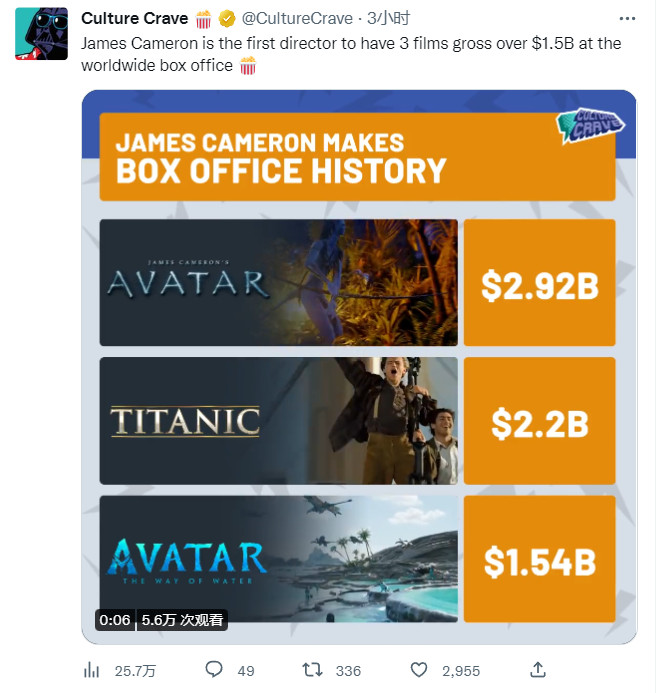 Culture Crave 🍿 @CultureCrave · 3小时
James Cameron is the first director to have 3 films gross over $1.5B at the
worldwide box office 🍿
CULTURE
CRAVE
JAMES CAMERON MAKES
BOX OFFICE HISTORY
JAMES CAMERON'S
AVATAR
$2.92B
TITANIC
$2.2B
AVATAR
THE WAY OF WATER
$1.54B
0:06 5.6万 次观看
25.7万 49 336 2,955